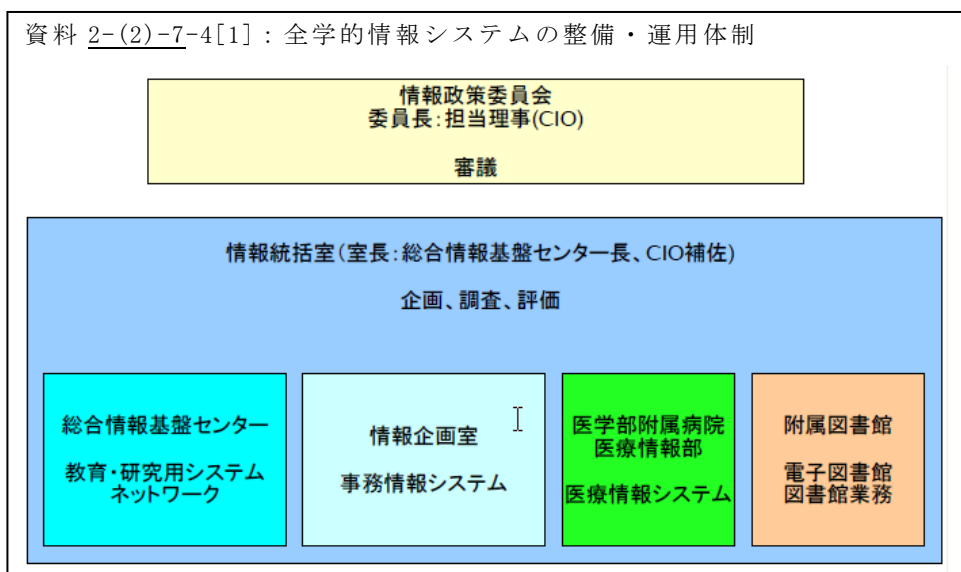 資料 2-(2)-7-4[1]：全学的情報システムの整備・運用体制
情報政策委員会
委員長：担当理事(CIO)
審議
情報統括室(室長：総合情報基盤センター長、CIO補佐)
企画、調査、評価
総合情報基盤センター
教育・研究用システム
ネットワーク
情報企画室
事務情報システム
医学部附属病院
医療情報部
医療情報システム
附属図書館
電子図書館
図書館業務